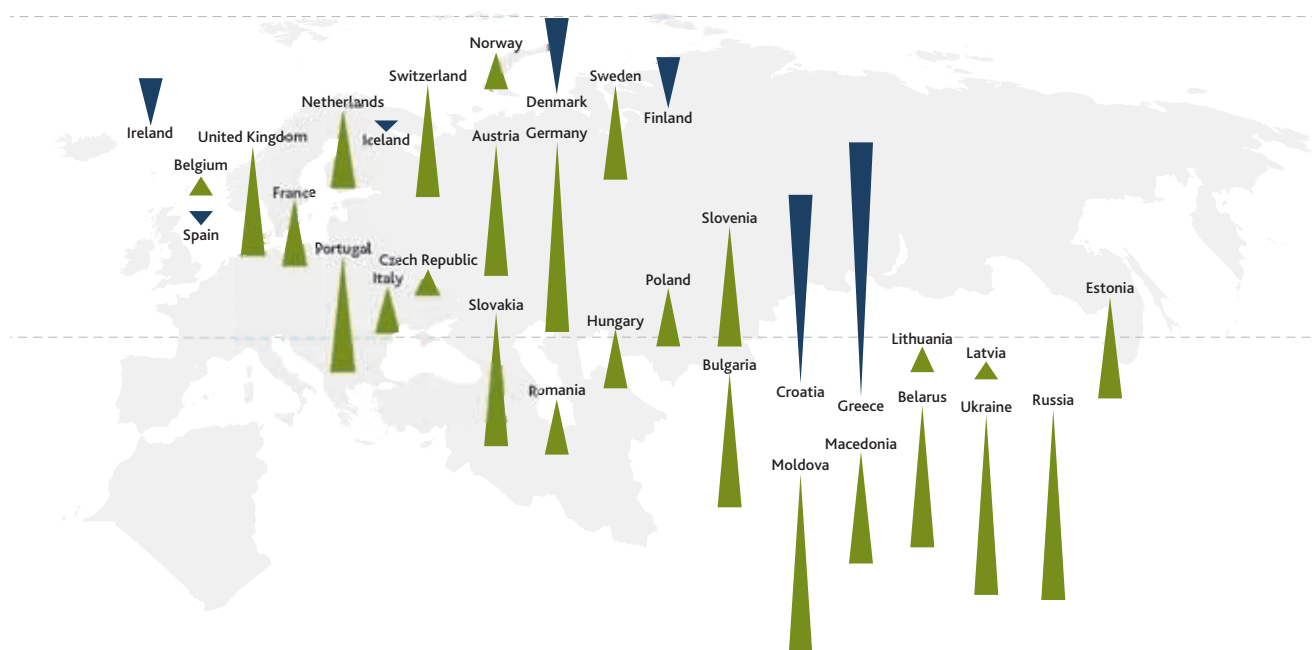 Norway
Switzerland
Sweden
Netherlands
Denmark
Finland
Ireland
United Kingdom
Iceland
Austria
Germany
Belgium
France
Slovenia
Spain
Portugal
Czech Republic
Italy
Poland
Estonia
Slovakia
Hungary
Lithuania
Latvia
Bulgaria
Romania
Croatia
Greece
Belarus
Ukraine
Russia
Macedonia
Moldova